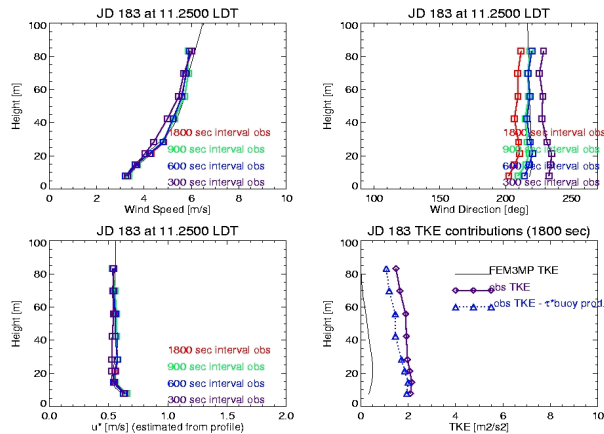 JD 183 at 11.2500 LDT
100
80
60
40
20
0
Height [m]
1800 sec interval obs
900 sec interval obs
600 sec interval obs
300 sec interval obs
0 2 4 6 8 10
Wind Speed [m/s]
JD 183 at 11.2500 LDT
100
80
60
40
20
0
Height [m]
1800 sec interval obs
900 sec interval obs
600 sec interval obs
300 sec interval obs
100 150 200 250
Wind Direction [deg]
JD 183 at 11.2500 LDT
100
80
60
40
20
0
Height [m]
1800 sec interval obs
900 sec interval obs
600 sec interval obs
300 sec interval obs
0.0 0.5 1.0 1.5 2.0
u* [m/s] (estimated from profile)
JD 183 TKE contributions (1800 sec)
100
80
60
40
20
0
Height [m]
FEM3MP TKE
obs TKE
obs TKE - τ*buoy prod.
0 2 4 6 8 10
TKE [m2/s2]